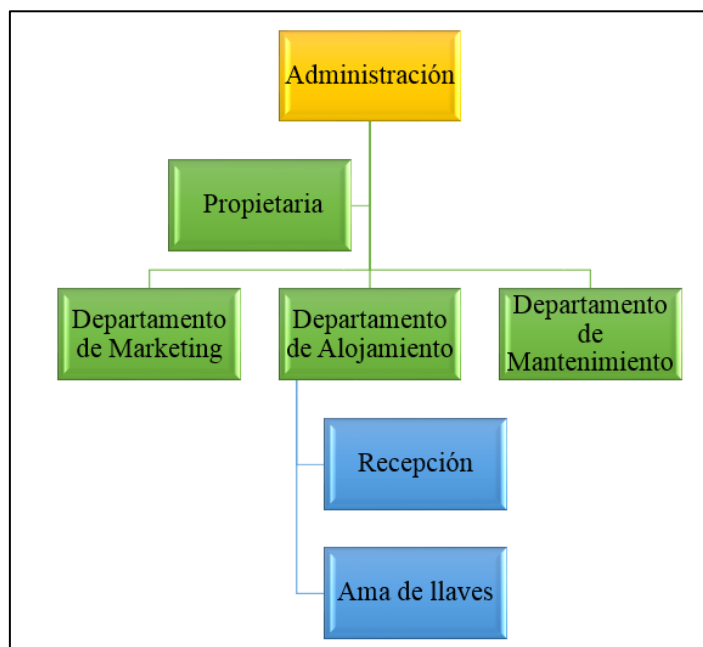 Administración
Propietaria
Departamento
de Marketing
Departamento
de Alojamiento
Departamento
de
Mantenimiento
Recepción
Ama de llaves